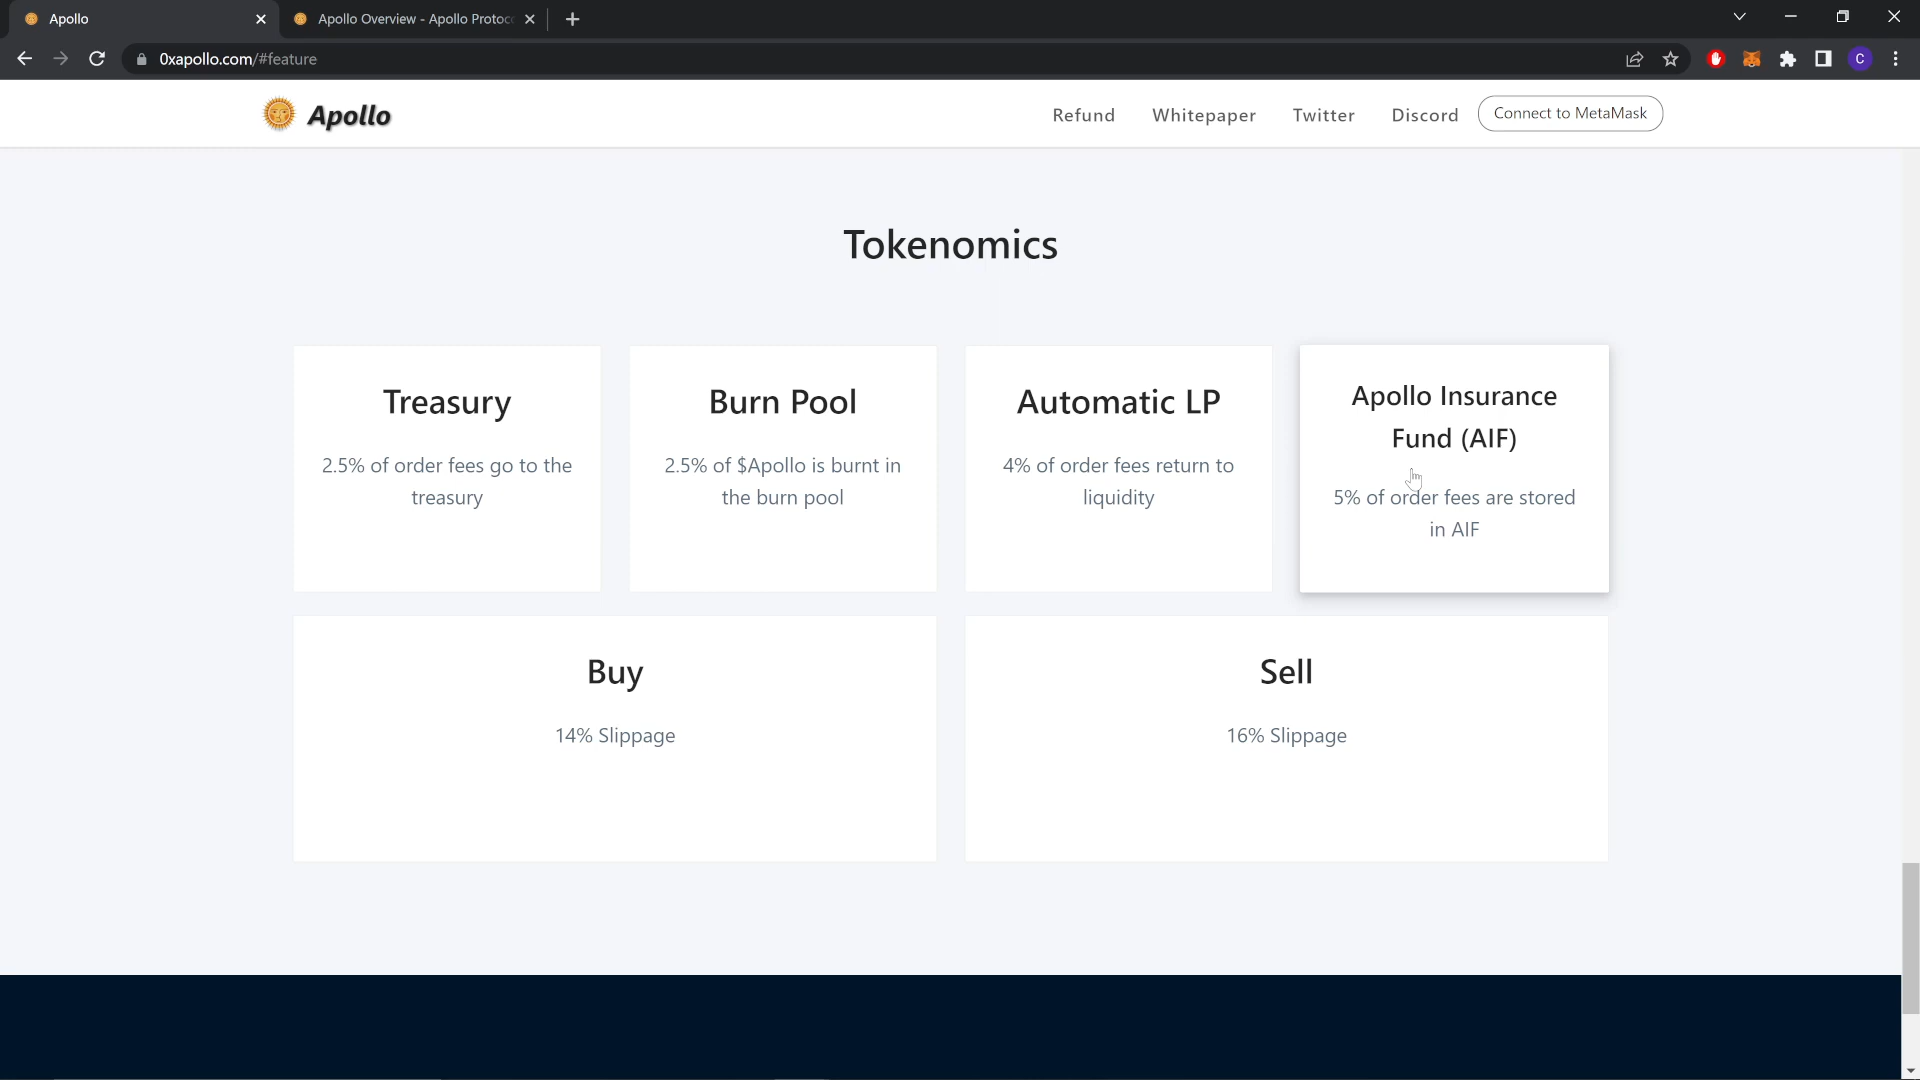 Apollo
Apollo Overview - Apollo Protoc
0xapollo.com/#feature
C
Apollo
Refund
Whitepaper
Twitter
Discord
Connect to MetaMask
Tokenomics
Treasury
2.5% of order fees go to the
treasury
Burn Pool
2.5% of $Apollo is burnt in
the burn pool
Automatic LP
4% of order fees return to
liquidity
Apollo Insurance
Fund (AIF)
5% of order fees are stored
in AIF
Buy
14% Slippage
Sell
16% Slippage